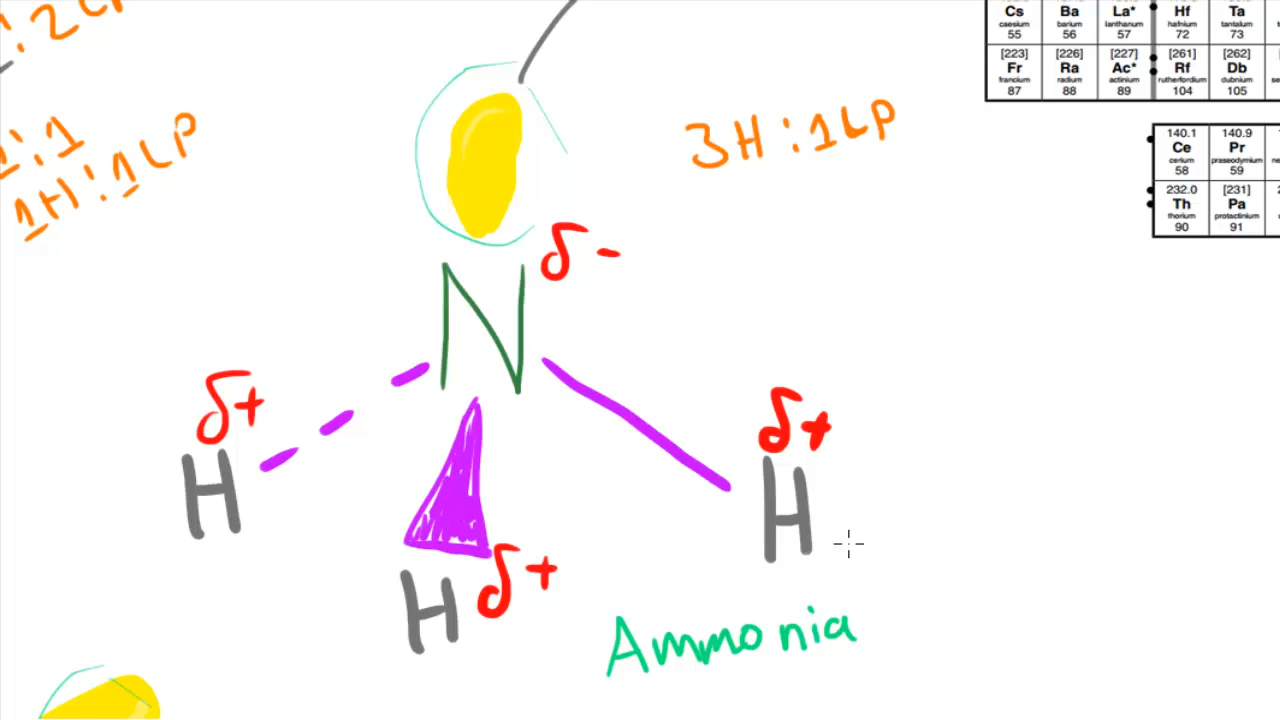 :2LP
Cs Ba La* Hf Ta
caesium barium lanthanum hafnium tantalum
55 56 57 72 73
[223] [226] [227] [261] [262]
Fr Ra Ac* Rf Db
francium radium actinium rutherfordium dubnium
87 88 89 104 105
1:1
1H:1LP
3H:1LP
140.1 140.9
Ce Pr
cerium praseodymium
58 59
232.0 [231]
Th Pa
thorium protactinium
90 91
δ-
N
δ+
H
δ+
H
H δ+
Ammonia